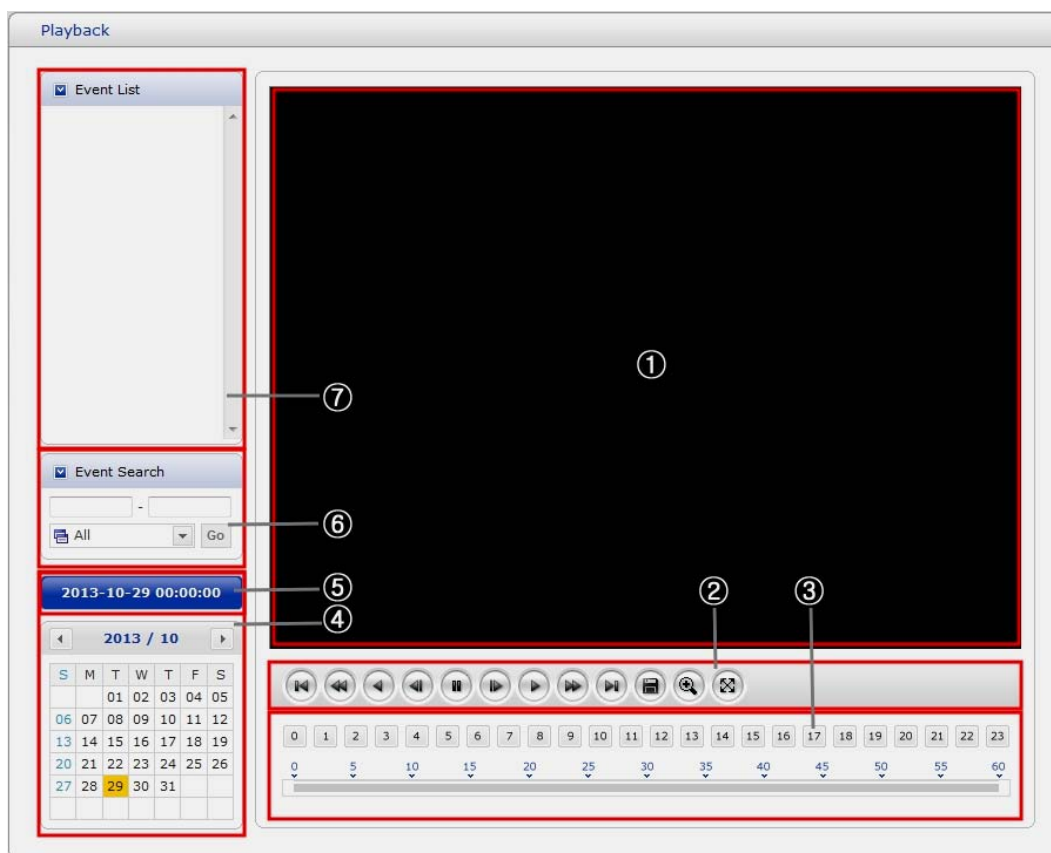 Playback
Event List
⑦
Event Search
-
All Go
⑥
2013-10-29 00:00:00
⑤
④
2013 / 10
S M T W T F S
01 02 03 04 05
06 07 08 09 10 11 12
13 14 15 16 17 18 19
20 21 22 23 24 25 26
27 28 29 30 31
①
② ③
0 1 2 3 4 5 6 7 8 9 10 11 12 13 14 15 16 17 18 19 20 21 22 23
0 5 10 15 20 25 30 35 40 45 50 55 60